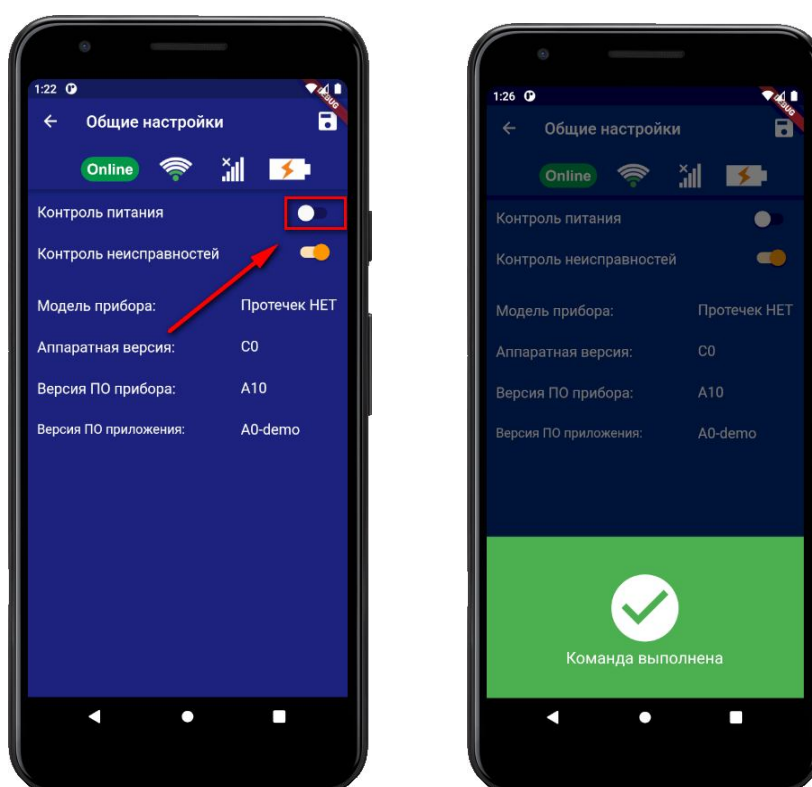 1:22
DEBUG
Общие настройки
Online
Контроль питания
Контроль неисправностей
Модель прибора: Протечек НЕТ
Аппаратная версия: C0
Версия ПО прибора: A10
Версия ПО приложения: A0-demo
1:26
DEBUG
Общие настройки
Online
Контроль питания
Контроль неисправностей
Модель прибора: Протечек НЕТ
Аппаратная версия: C0
Версия ПО прибора: A10
Версия ПО приложения: A0-demo
Команда выполнена